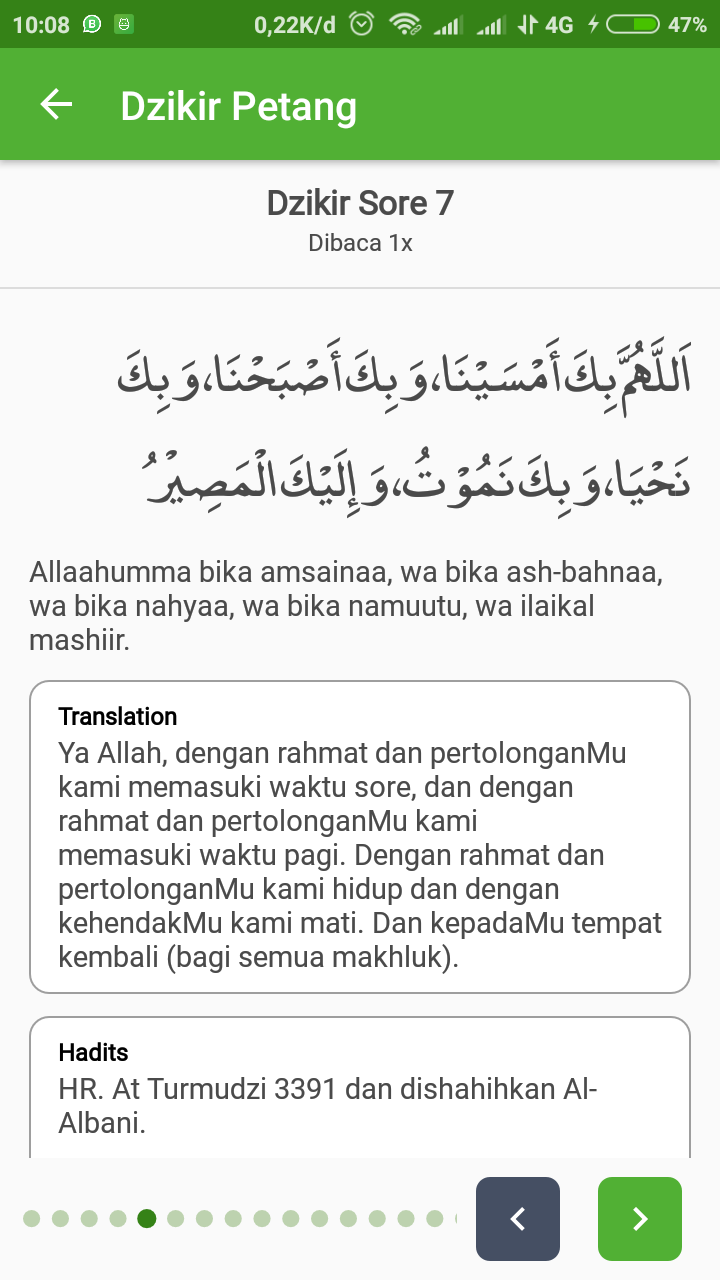 10:08 0,22K/d 4G 47%
Dzikir Petang
Dzikir Sore 7
Dibaca 1x
اَللَّهُمَّ بِكَ أَمْسَيْنَا، وَ بِكَ أَصْبَحْنَا، وَ بِكَ
نَحْيَا، وَ بِكَ نَمُوْتُ، وَ إِلَيْكَ الْمَصِيْرُ
Allaahumma bika amsainaa, wa bika ash-bahnaa,
wa bika nahyaa, wa bika namuutu, wa ilaikal
mashiir.
Translation
Ya Allah, dengan rahmat dan pertolonganMu
kami memasuki waktu sore, dan dengan
rahmat dan pertolonganMu kami
memasuki waktu pagi. Dengan rahmat dan
pertolonganMu kami hidup dan dengan
kehendakMu kami mati. Dan kepadaMu tempat
kembali (bagi semua makhluk).
Hadits
HR. At Turmudzi 3391 dan dishahihkan Al-
Albani.